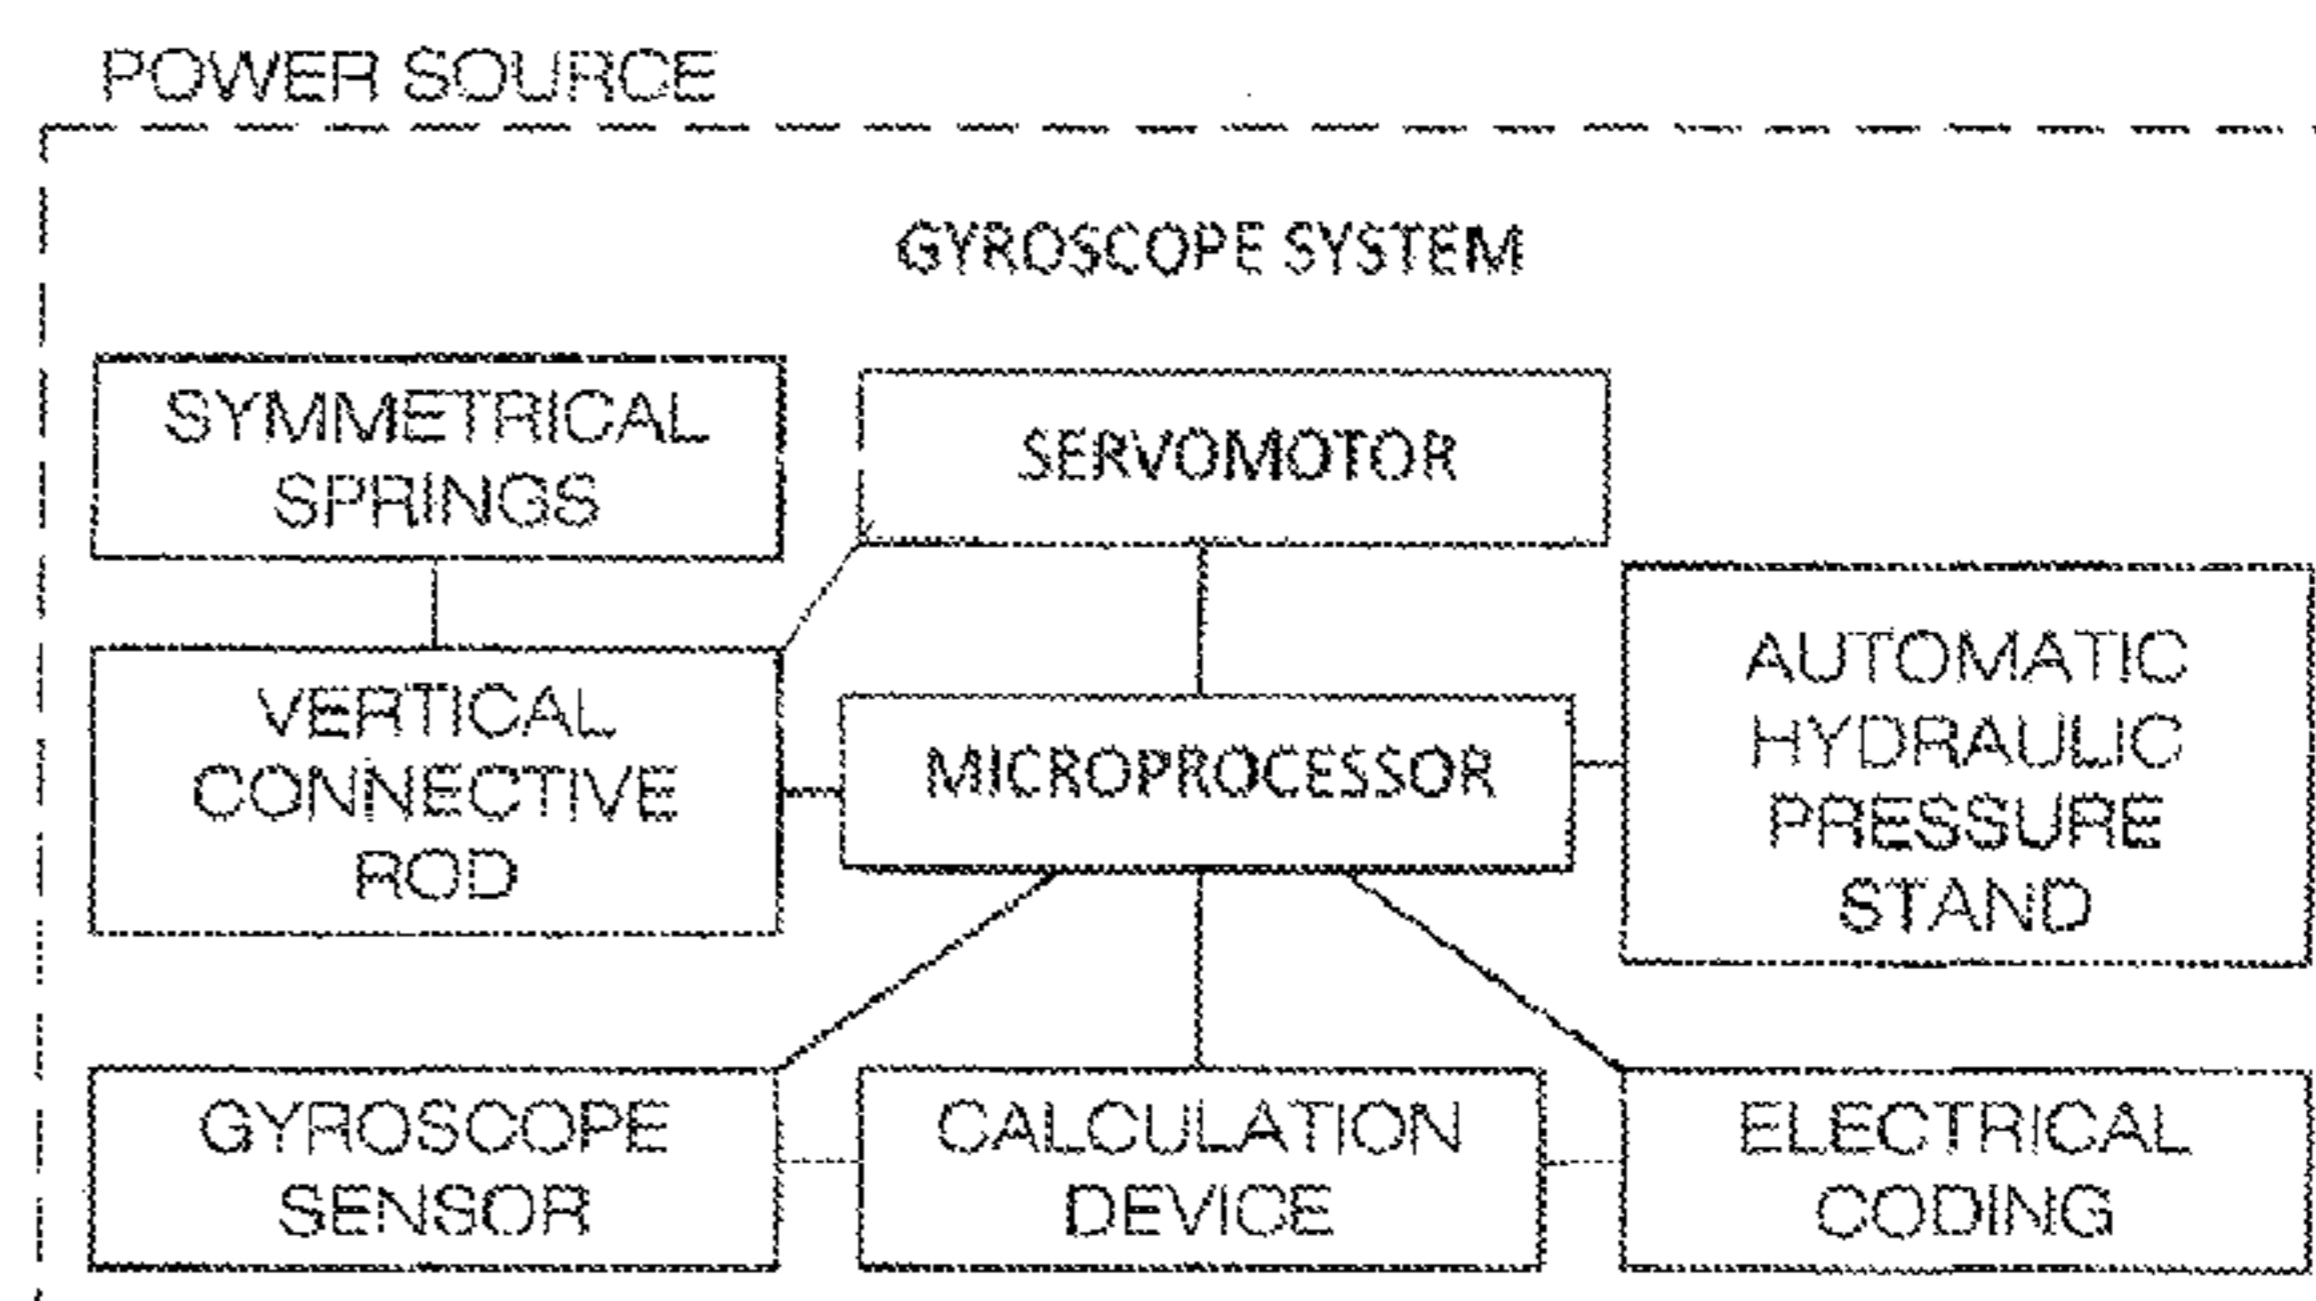 POWER SOURCE
GYROSCOPE SYSTEM
SYMMETRICAL
SPRINGS
SERVOMOTOR
VERTICAL
CONNECTIVE
ROD
MICROPROCESSOR
AUTOMATIC
HYDRAULIC
PRESSURE
STAND
GYROSCOPE
SENSOR
CALCULATION
DEVICE
ELECTRICAL
CODING